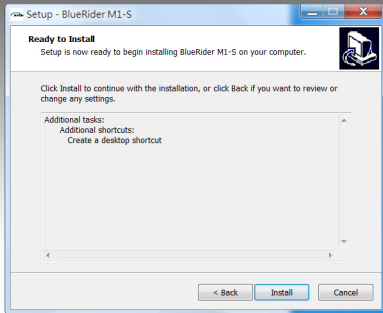 Setup - BlueRider M1-S
Ready to Install
Setup is now ready to begin installing BlueRider M1-S on your computer.
Click Install to continue with the installation, or click Back if you want to review or
change any settings.
Additional tasks:
Additional shortcuts:
Create a desktop shortcut
< Back Install Cancel